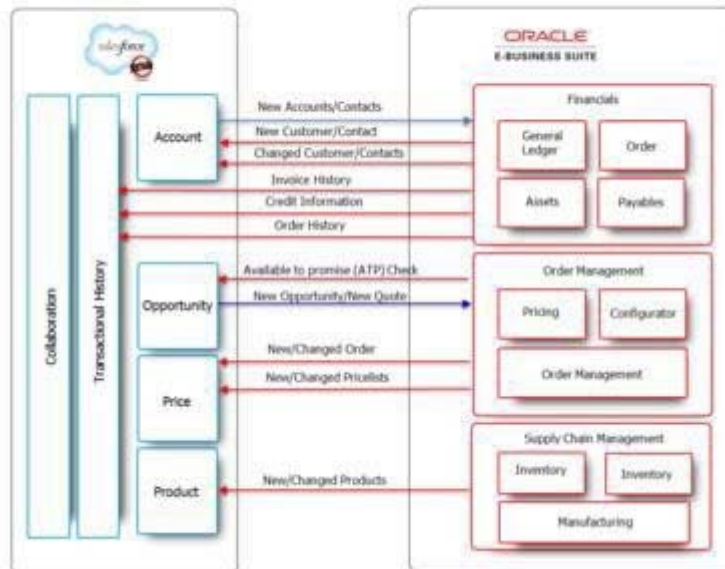 salesforce
ORACLE
E-BUSINESS SUITE
Collaboration
Transactional History
Account
Opportunity
Price
Product
New Accounts/Contacts
New Customer/Contact
Changed Customer/Contacts
Invoice History
Credit Information
Order History
Available to promise (ATP) Check
New Opportunity/New Quote
New/Changed Order
New/Changed Pricelists
New/Changed Products
Financials
General
Ledger
Order
Assets
Payables
Order Management
Pricing
Configurator
Order Management
Supply Chain Management
Inventory
Inventory
Manufacturing